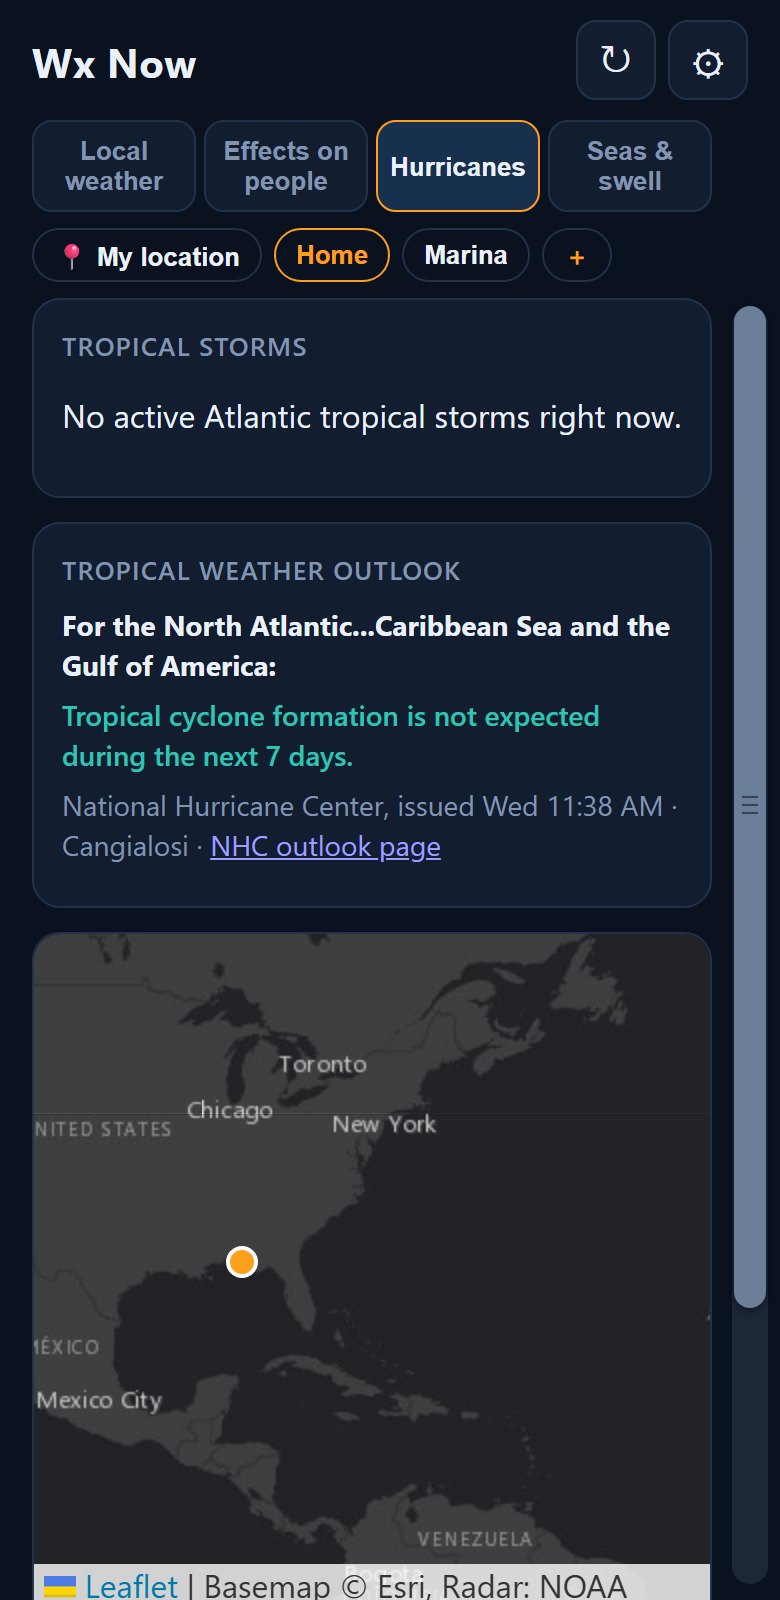 Wx Now
Local weather
Effects on people
Hurricanes
Seas & swell
My location
Home
Marina
+
TROPICAL STORMS
No active Atlantic tropical storms right now.
TROPICAL WEATHER OUTLOOK
For the North Atlantic...Caribbean Sea and the
Gulf of America:
Tropical cyclone formation is not expected
during the next 7 days.
National Hurricane Center, issued Wed 11:38 AM ·
Cangialosi · NHC outlook page
Toronto
Chicago
New York
NITED STATES
MÉXICO
Mexico City
VENEZUELA
Bogota
Leaflet | Basemap © Esri, Radar: NOAA